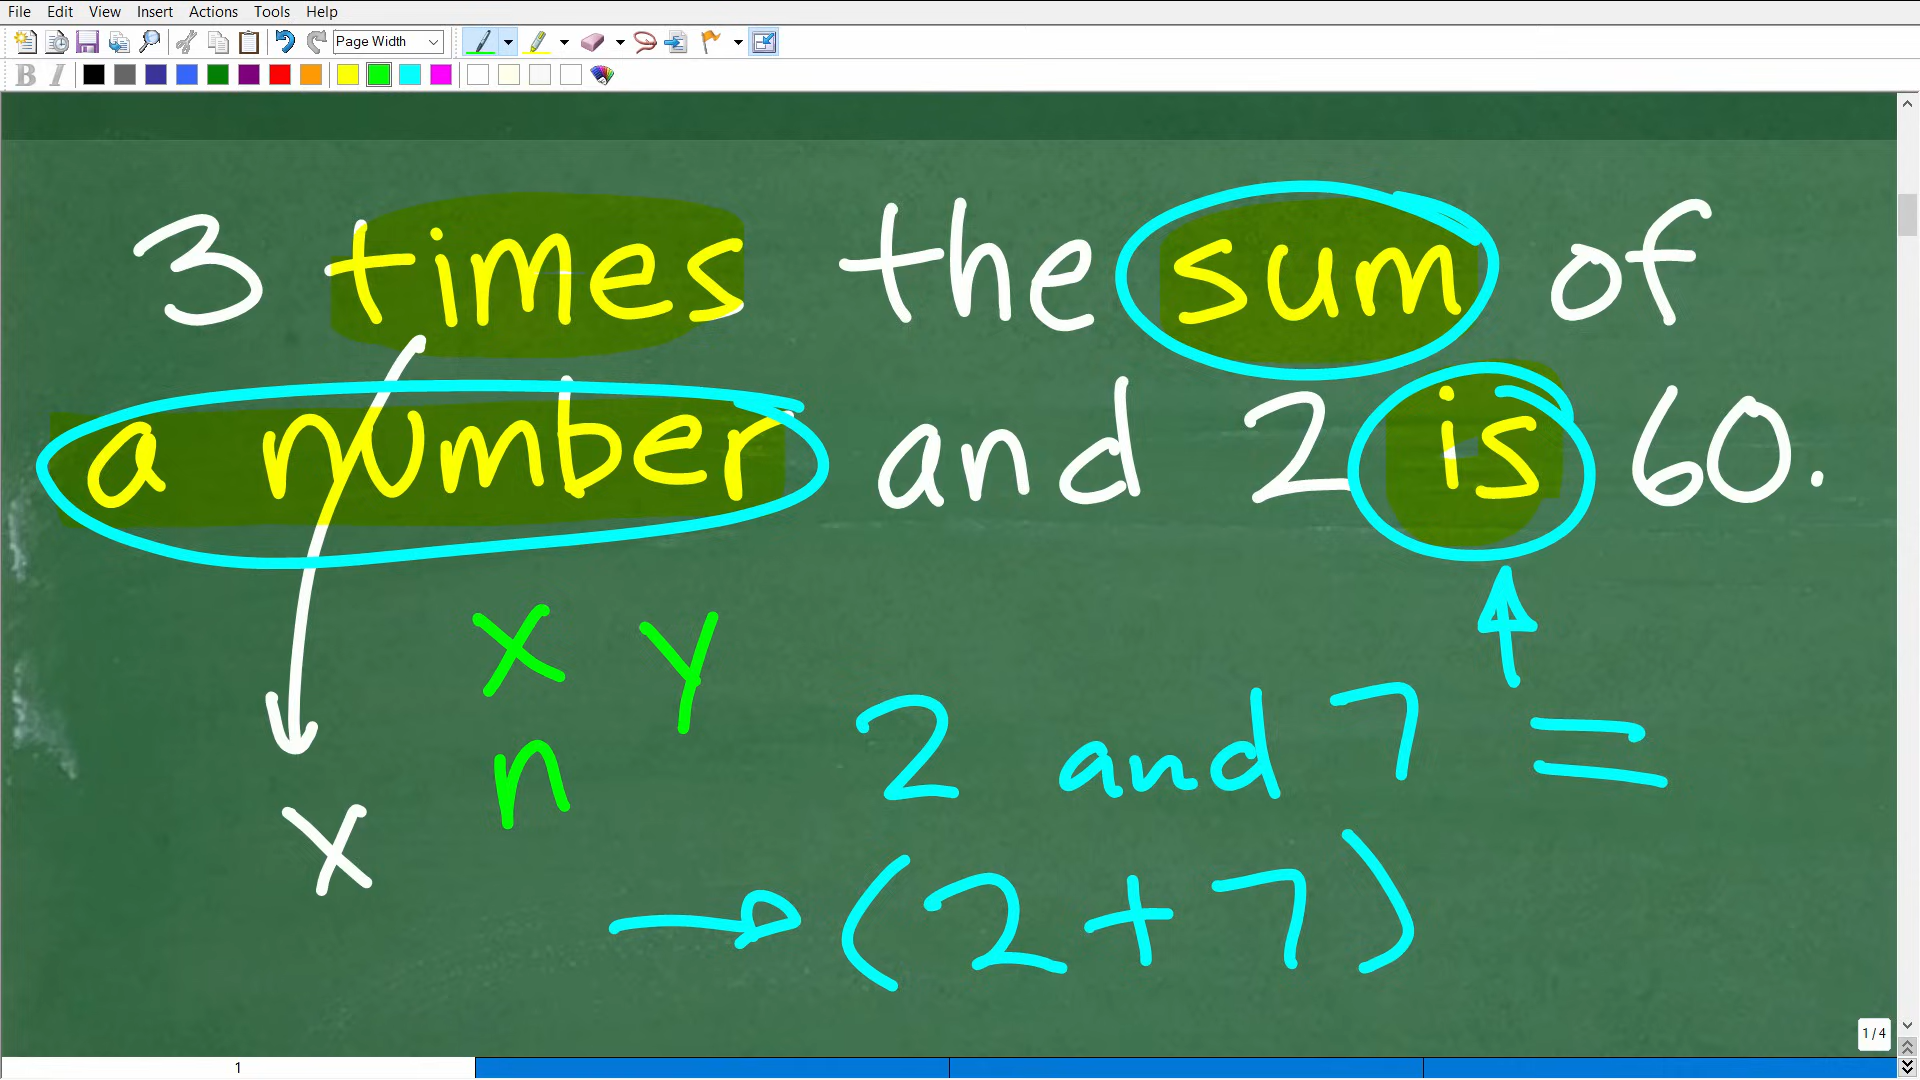 File Edit View Insert Actions Tools Help
Page Width
B I
3 times the sum of
a number and 2 is 60.
x y
n
2 and 7 =
x
(2+7)
1/4
1